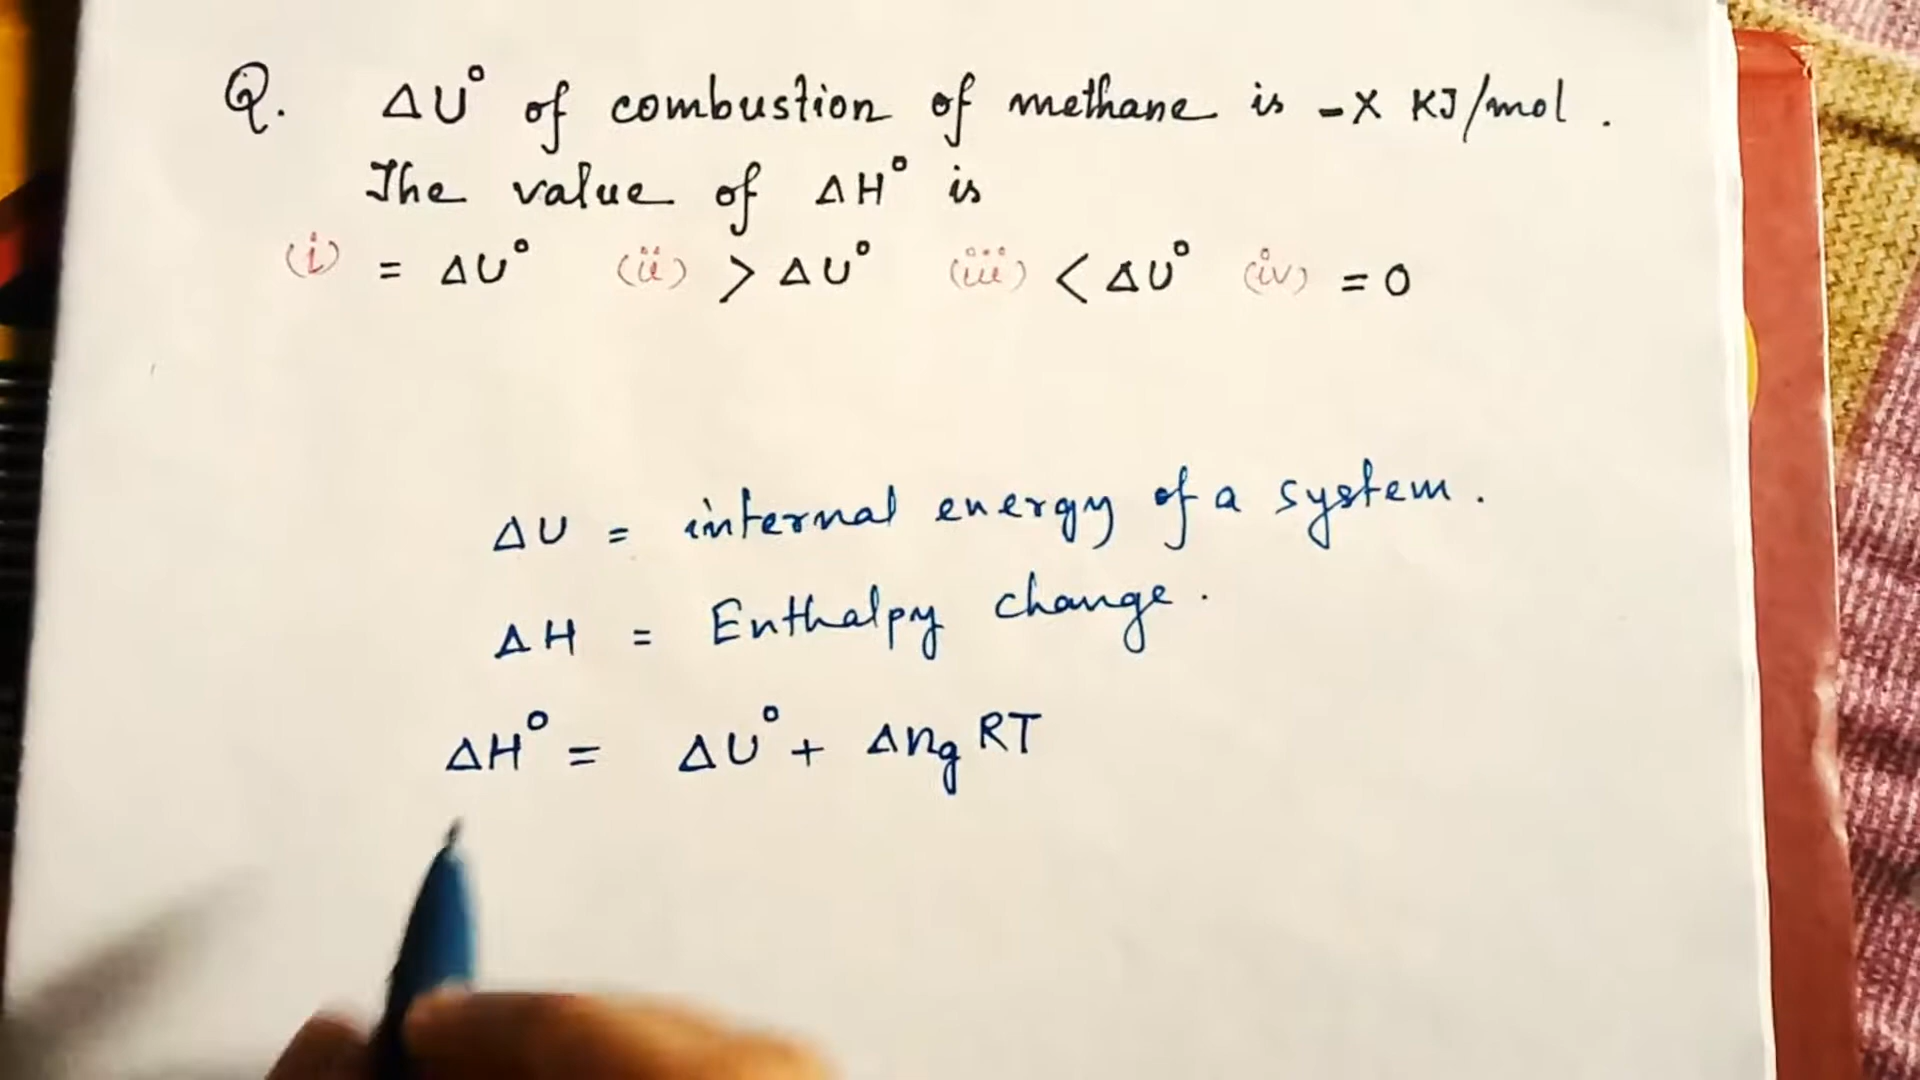 Q. ΔU° of combustion of methane is -X KJ/mol.
The value of ΔH° is
(i) = ΔU° (ii) > ΔU° (iii) < ΔU° (iv) = 0
ΔU = internal energy of a system.
ΔH = Enthalpy change.
ΔH° = ΔU° + Δng RT